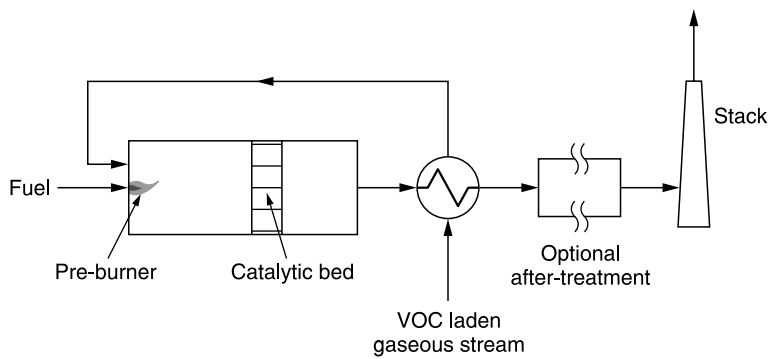 Stack
Fuel
Pre-burner
Catalytic bed
Optional
after-treatment
VOC laden
gaseous stream